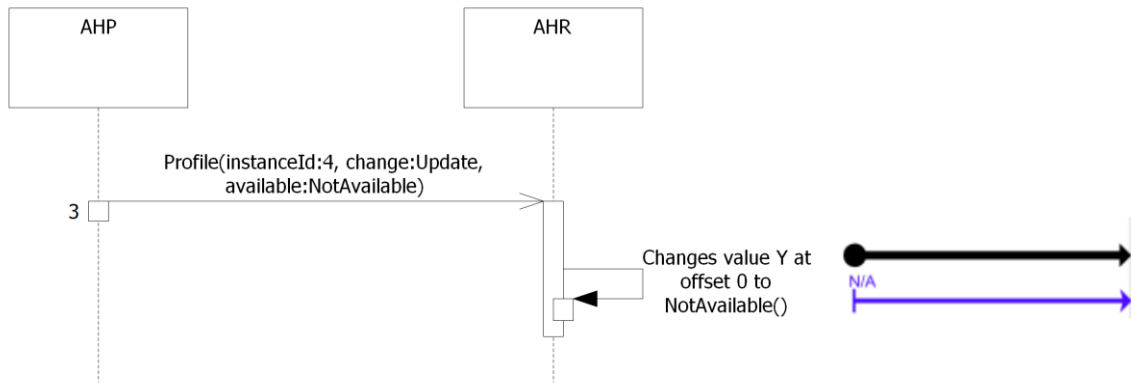 AHP
AHR
Profile(instanceId:4, change:Update,
available:NotAvailable)
3
Changes value Y at
offset 0 to
NotAvailable()
N/A